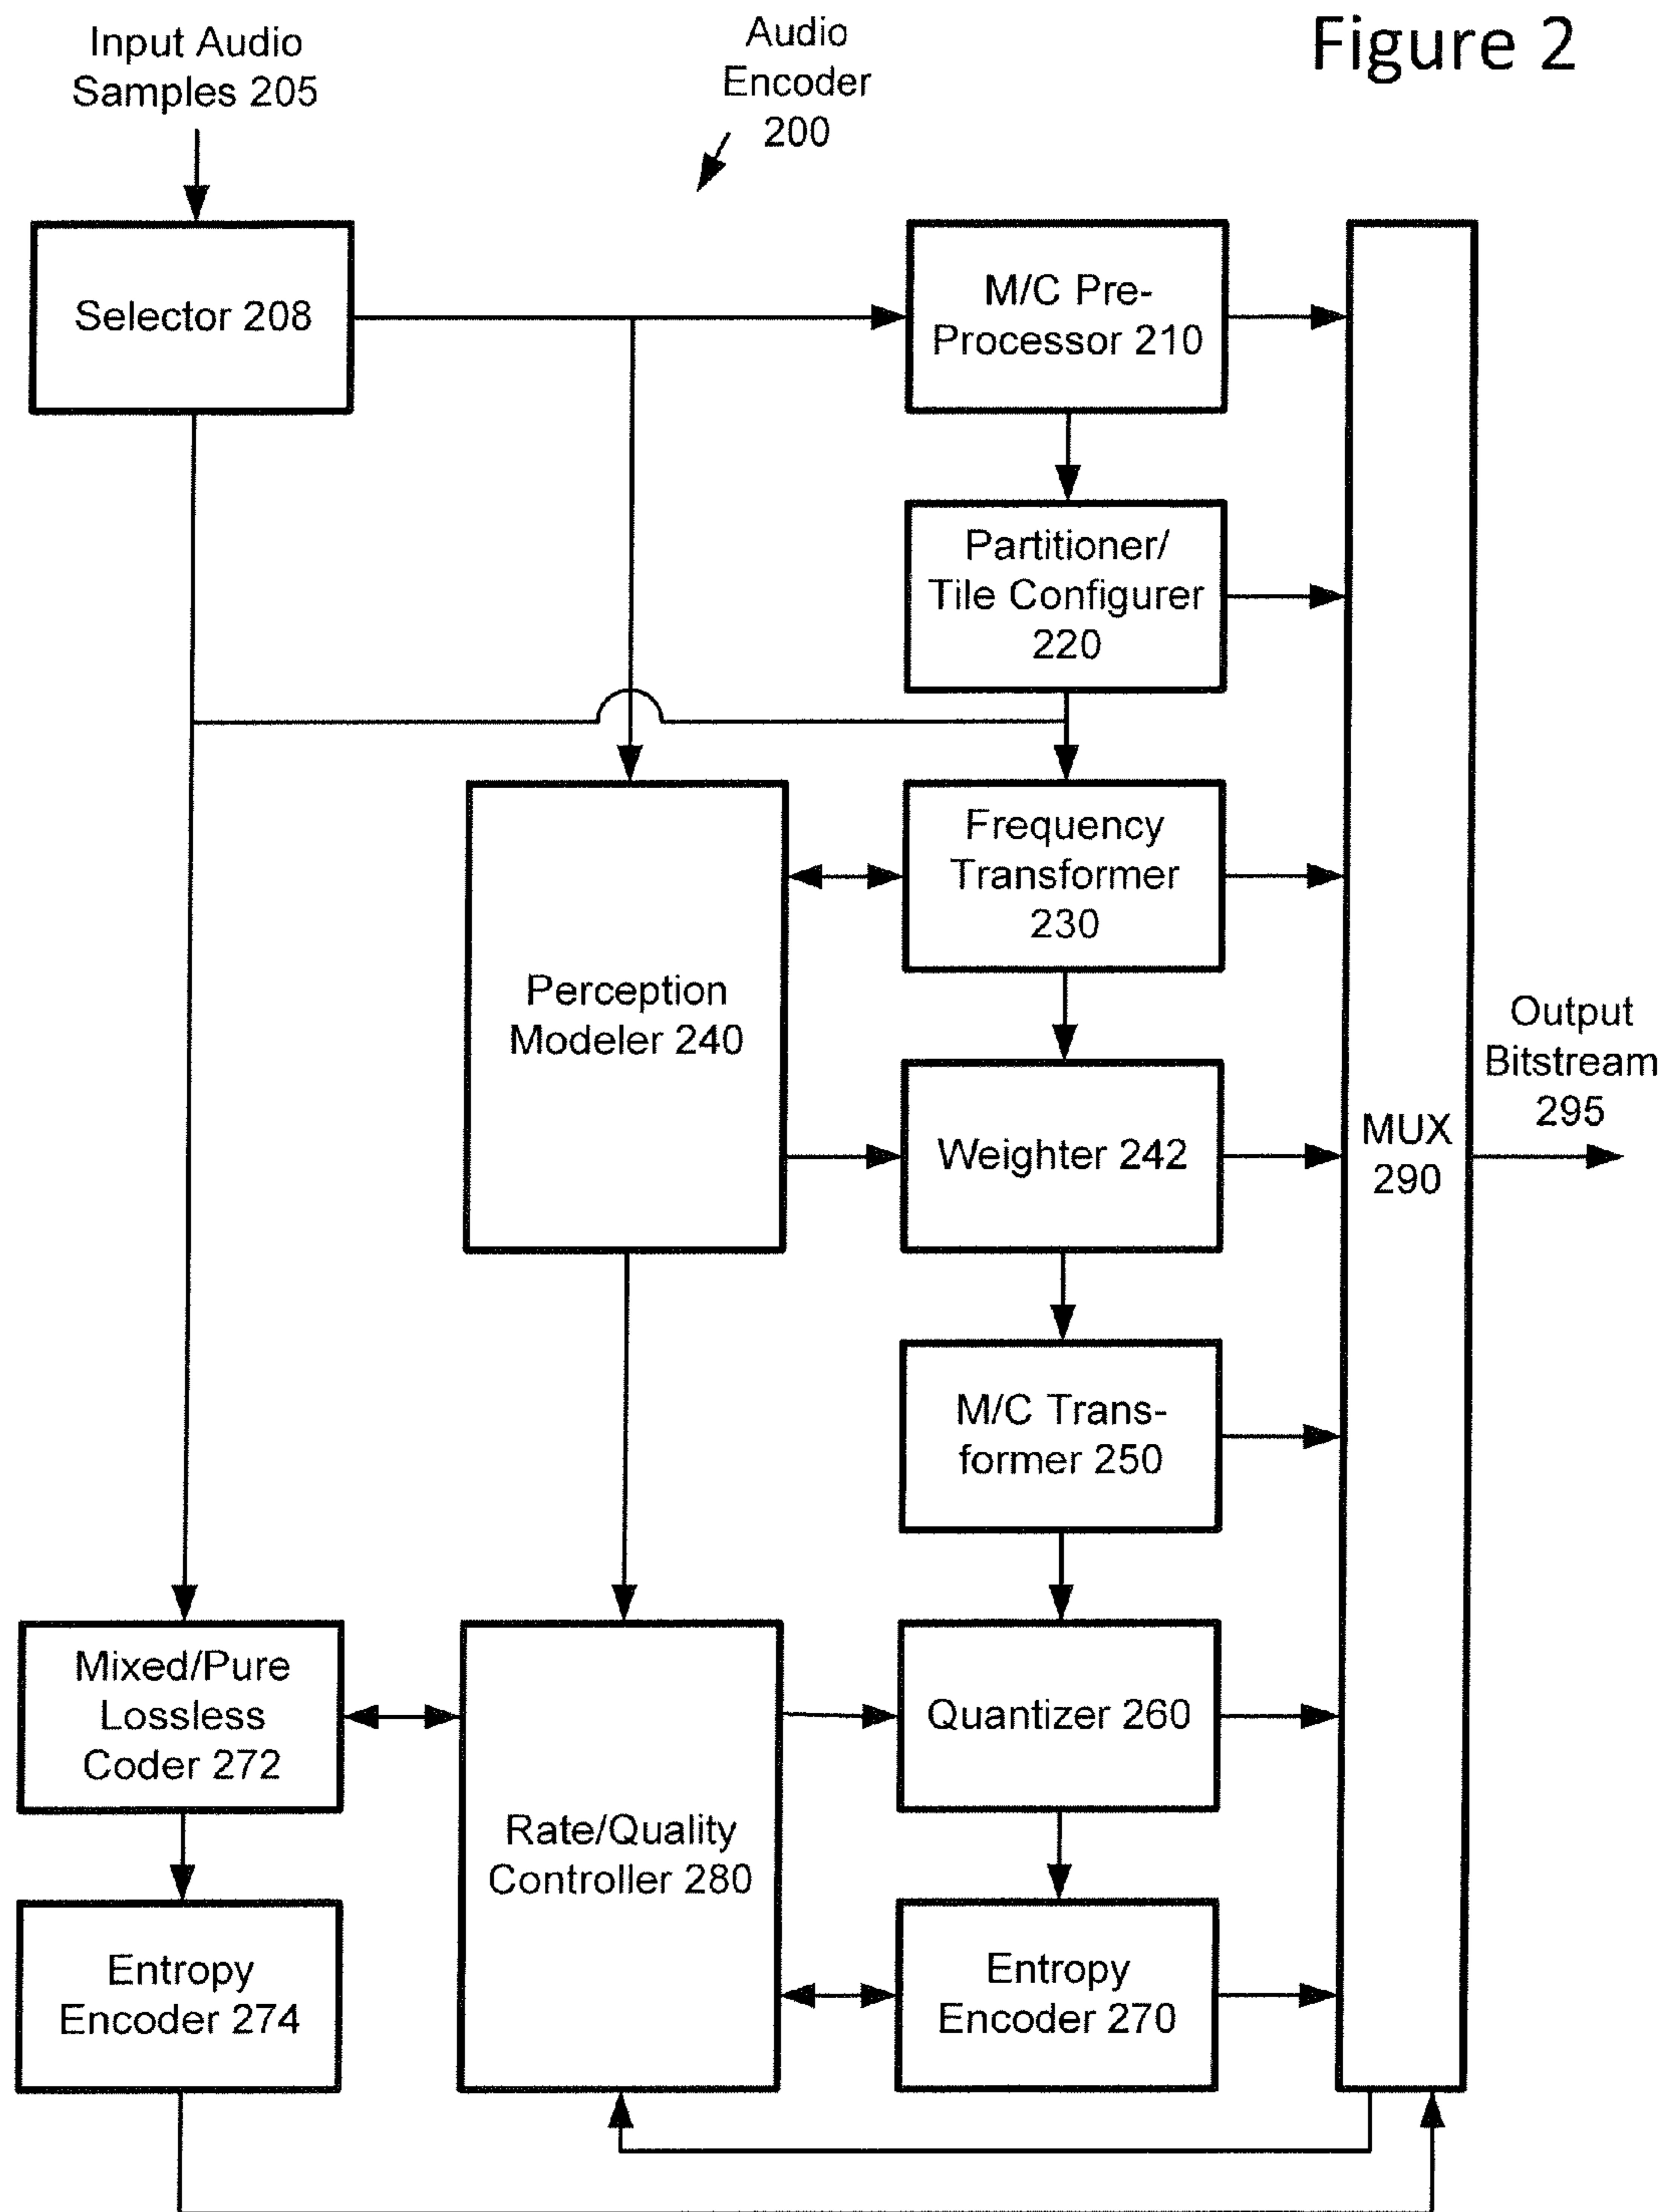 Input Audio
Samples 205
Audio
Encoder
200
Figure 2
Selector 208
M/C Pre-
Processor 210
Partitioner/
Tile Configurer
220
Perception
Modeler 240
Frequency
Transformer
230
Weighter 242
MUX
290
Output
Bitstream
295
M/C Trans-
former 250
Mixed/Pure
Lossless
Coder 272
Rate/Quality
Controller 280
Quantizer 260
Entropy
Encoder 274
Entropy
Encoder 270